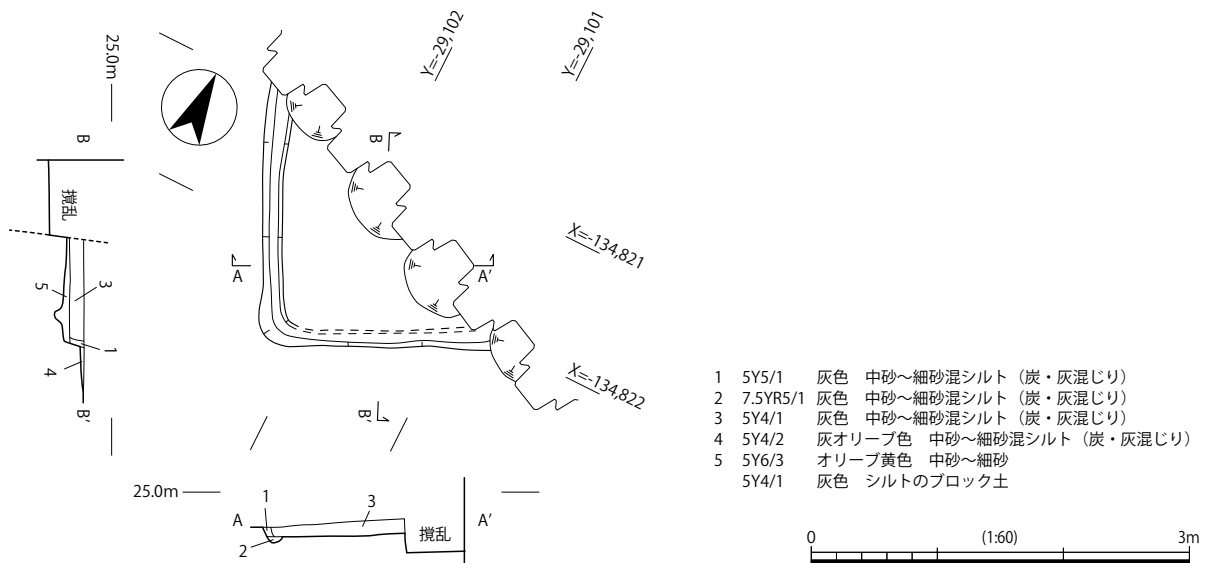 Y=-29,102
Y=-29,101
25.0m
B
B
撹乱
X=-134,821
A
A'
5
3
1
4
X=-134,822
B'
B'
1 5Y5/1 灰色 中砂～細砂混シルト（炭・灰混じり）
2 7.5YR5/1 灰色 中砂～細砂混シルト（炭・灰混じり）
3 5Y4/1 灰色 中砂～細砂混シルト（炭・灰混じり）
4 5Y4/2 灰オリーブ色 中砂～細砂混シルト（炭・灰混じり）
5 5Y6/3 オリーブ黄色 中砂～細砂
5Y4/1 灰色 シルトのブロック土
25.0m
1
3
A
A'
撹乱
2
0 (1:60) 3m